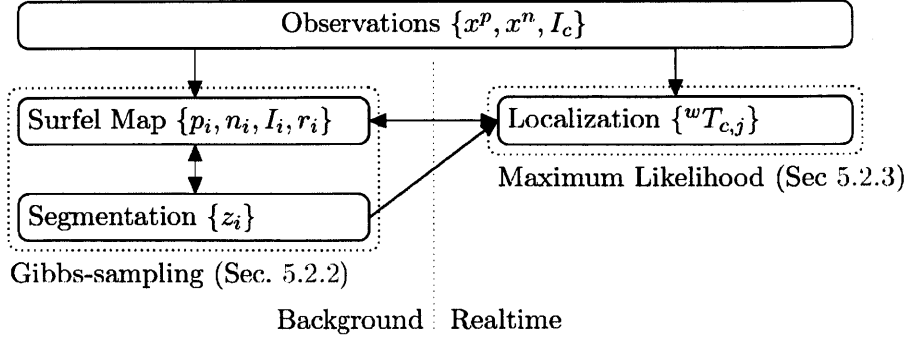 Observations {x^p, x^n, I_c}
Surfel Map {p_i, n_i, I_i, r_i}
Localization {^wT_{c,j}}
Maximum Likelihood (Sec 5.2.3)
Segmentation {z_i}
Gibbs-sampling (Sec. 5.2.2)
Background
Realtime